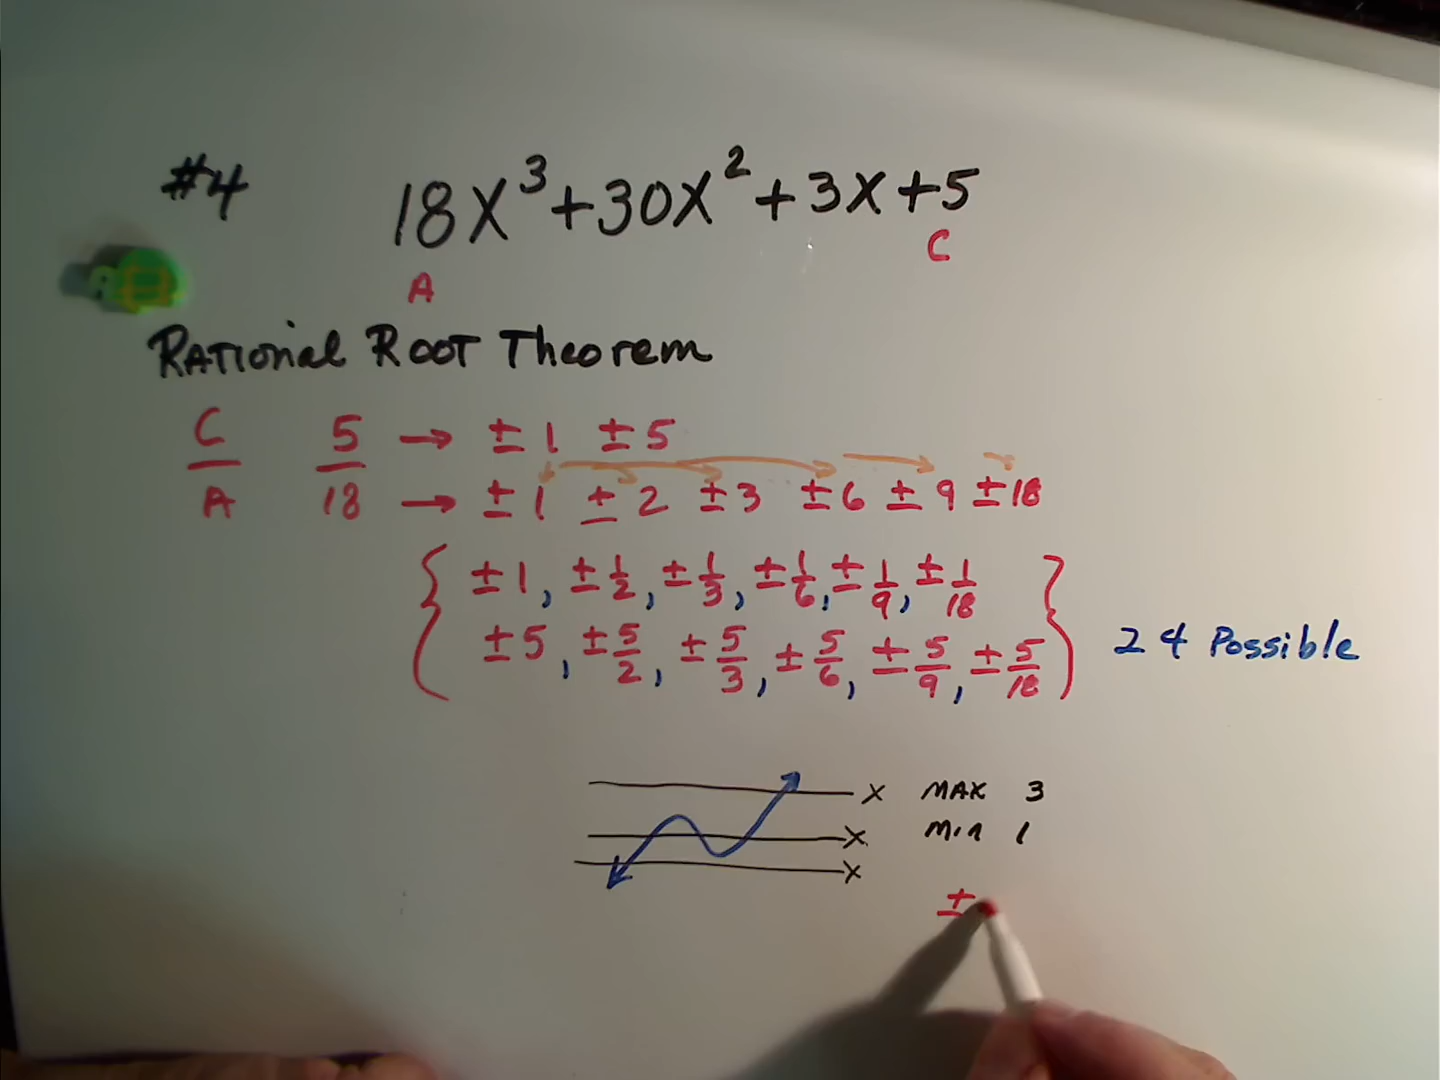 #4 18X³+30X²+3X+5
A C
RATional ROOT Theorem
C/A 5/18 → ±1 ±5
→ ±1 ±2 ±3 ±6 ±9 ±18
{±1, ±1/2, ±1/3, ±1/6, ±1/9, ±1/18
±5, ±5/2, ±5/3, ±5/6, ±5/9, ±5/18} 24 Possible
X MAX 3
X Min 1
X
±